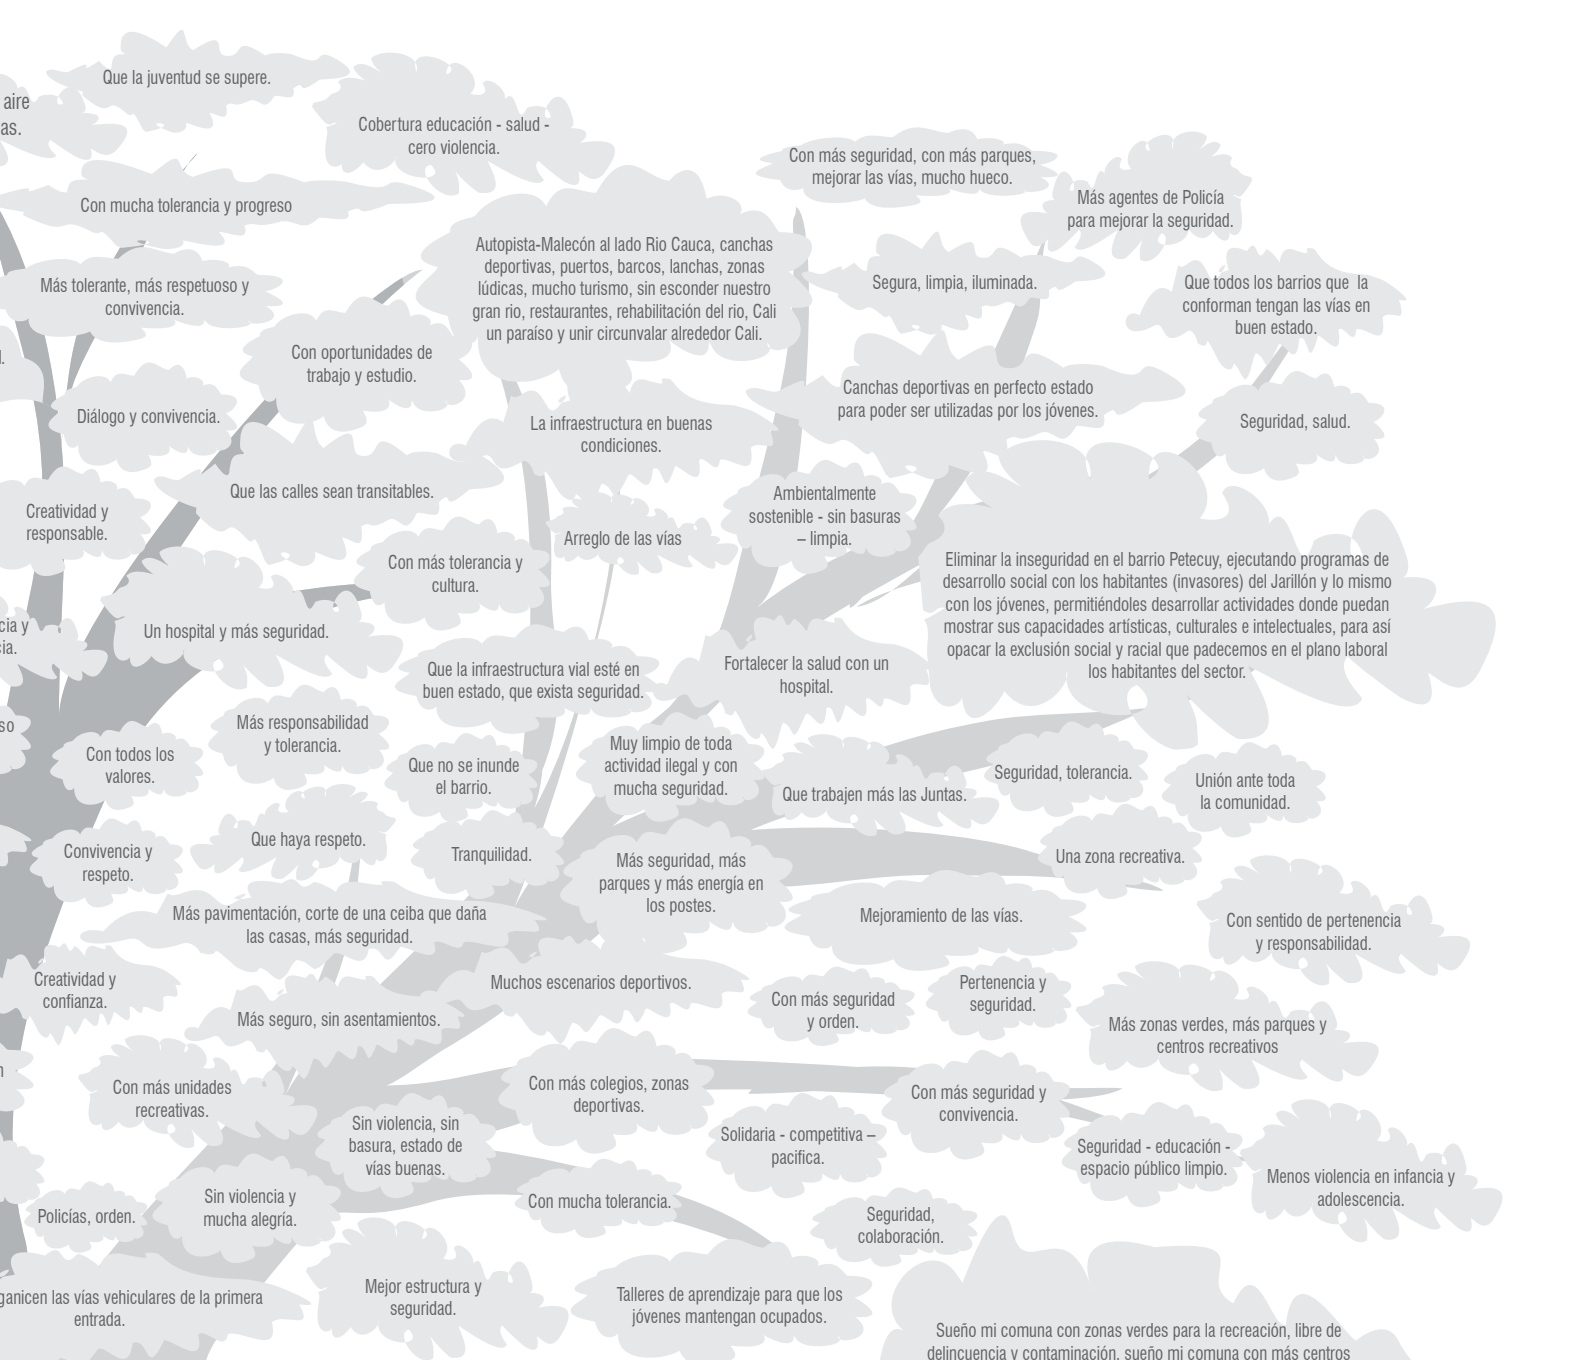 Que la juventud se supere.
aire
as.
Cobertura educación - salud -
cero violencia.
Con más seguridad, con más parques,
mejorar las vías, mucho hueco.
Más agentes de Policía
para mejorar la seguridad.
Con mucha tolerancia y progreso
Autopista-Malecón al lado Rio Cauca, canchas
deportivas, puertos, barcos, lanchas, zonas
lúdicas, mucho turismo, sin esconder nuestro
gran rio, restaurantes, rehabilitación del rio, Cali
un paraíso y unir circunvalar alrededor Cali.
Segura, limpia, iluminada.
Que todos los barrios que  la
conforman tengan las vías en
buen estado.
Más tolerante, más respetuoso y
convivencia.
Con oportunidades de
trabajo y estudio.
Canchas deportivas en perfecto estado
para poder ser utilizadas por los jóvenes.
Diálogo y convivencia.
La infraestructura en buenas
condiciones.
Seguridad, salud.
Que las calles sean transitables.
Ambientalmente
sostenible - sin basuras
– limpia.
Creatividad y
responsable.
Arreglo de las vías
Con más tolerancia y
cultura.
Eliminar la inseguridad en el barrio Petecuy, ejecutando programas de
desarrollo social con los habitantes (invasores) del Jarillón y lo mismo
con los jóvenes, permitiéndoles desarrollar actividades donde puedan
mostrar sus capacidades artísticas, culturales e intelectuales, para así
opacar la exclusión social y racial que padecemos en el plano laboral
los habitantes del sector.
cia y
cia.
Un hospital y más seguridad.
Que la infraestructura vial esté en
buen estado, que exista seguridad.
Fortalecer la salud con un
hospital.
so
Más responsabilidad
y tolerancia.
Con todos los
valores.
Que no se inunde
el barrio.
Muy limpio de toda
actividad ilegal y con
mucha seguridad.
Que trabajen más las Juntas.
Seguridad, tolerancia.
Unión ante toda
la comunidad.
Convivencia y
respeto.
Que haya respeto.
Tranquilidad.
Más seguridad, más
parques y más energía en
los postes.
Una zona recreativa.
Más pavimentación, corte de una ceiba que daña
las casas, más seguridad.
Mejoramiento de las vías.
Con sentido de pertenencia
y responsabilidad.
Creatividad y
confianza.
Muchos escenarios deportivos.
Con más seguridad
y orden.
Pertenencia y
seguridad.
Más seguro, sin asentamientos.
Más zonas verdes, más parques y
centros recreativos
Con más unidades
recreativas.
Con más colegios, zonas
deportivas.
Con más seguridad y
convivencia.
Sin violencia, sin
basura, estado de
vías buenas.
Solidaria - competitiva –
pacifica.
Seguridad - educación -
espacio público limpio.
Menos violencia en infancia y
adolescencia.
Policías, orden.
Sin violencia y
mucha alegría.
Con mucha tolerancia.
Seguridad,
colaboración.
ganicen las vías vehiculares de la primera
entrada.
Mejor estructura y
seguridad.
Talleres de aprendizaje para que los
jóvenes mantengan ocupados.
Sueño mi comuna con zonas verdes para la recreación, libre de
delincuencia y contaminación, sueño mi comuna con más centros